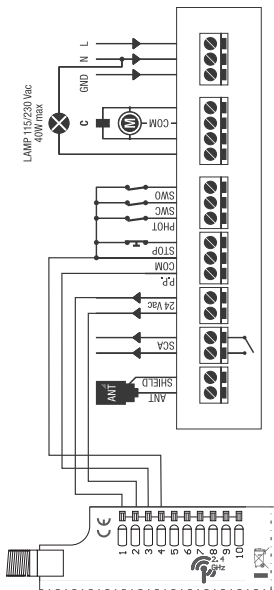 L
N
GND
LAMP 115/230 Vac
40W max
C
M
COM
SWO
SWC
PHOT
STOP
COM
P.P.
24 Vac
SCA
SHIELD
ANT
ANT
CE
1
2
3
4
5
6
7
8
9
10
2.4
GHz